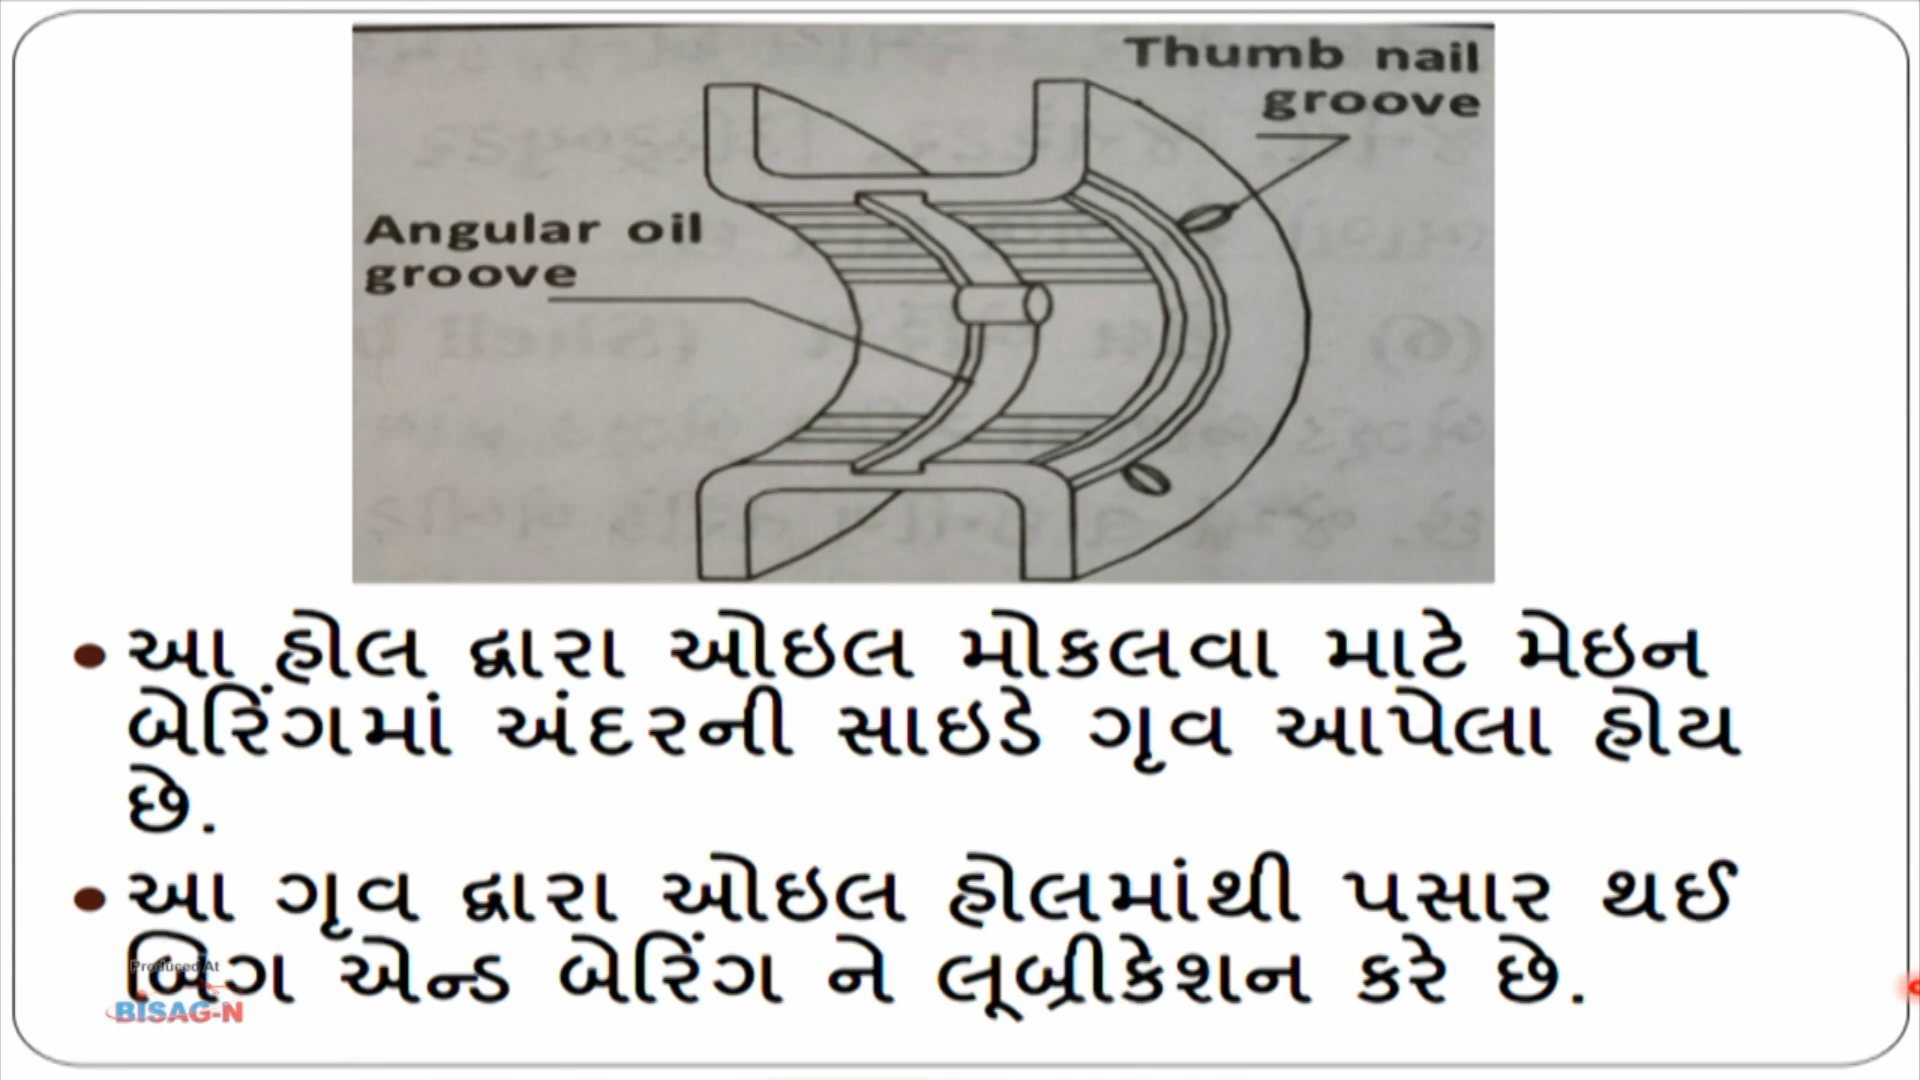 Thumb nail
groove
Angular oil
groove
આ હોલ દ્વારા ઓઇલ મોકલવા માટે મેઇન
બેરિંગમાં અંદરની સાઇડે ગૃવ આપેલા હોય
છે.
આ ગૃવ દ્વારા ઓઇલ હોલમાંથી પસાર થઈ
બિગ એન્ડ બેરિંગ ને લૂબ્રીકેશન કરે છે.
Produced At
BISAG-N